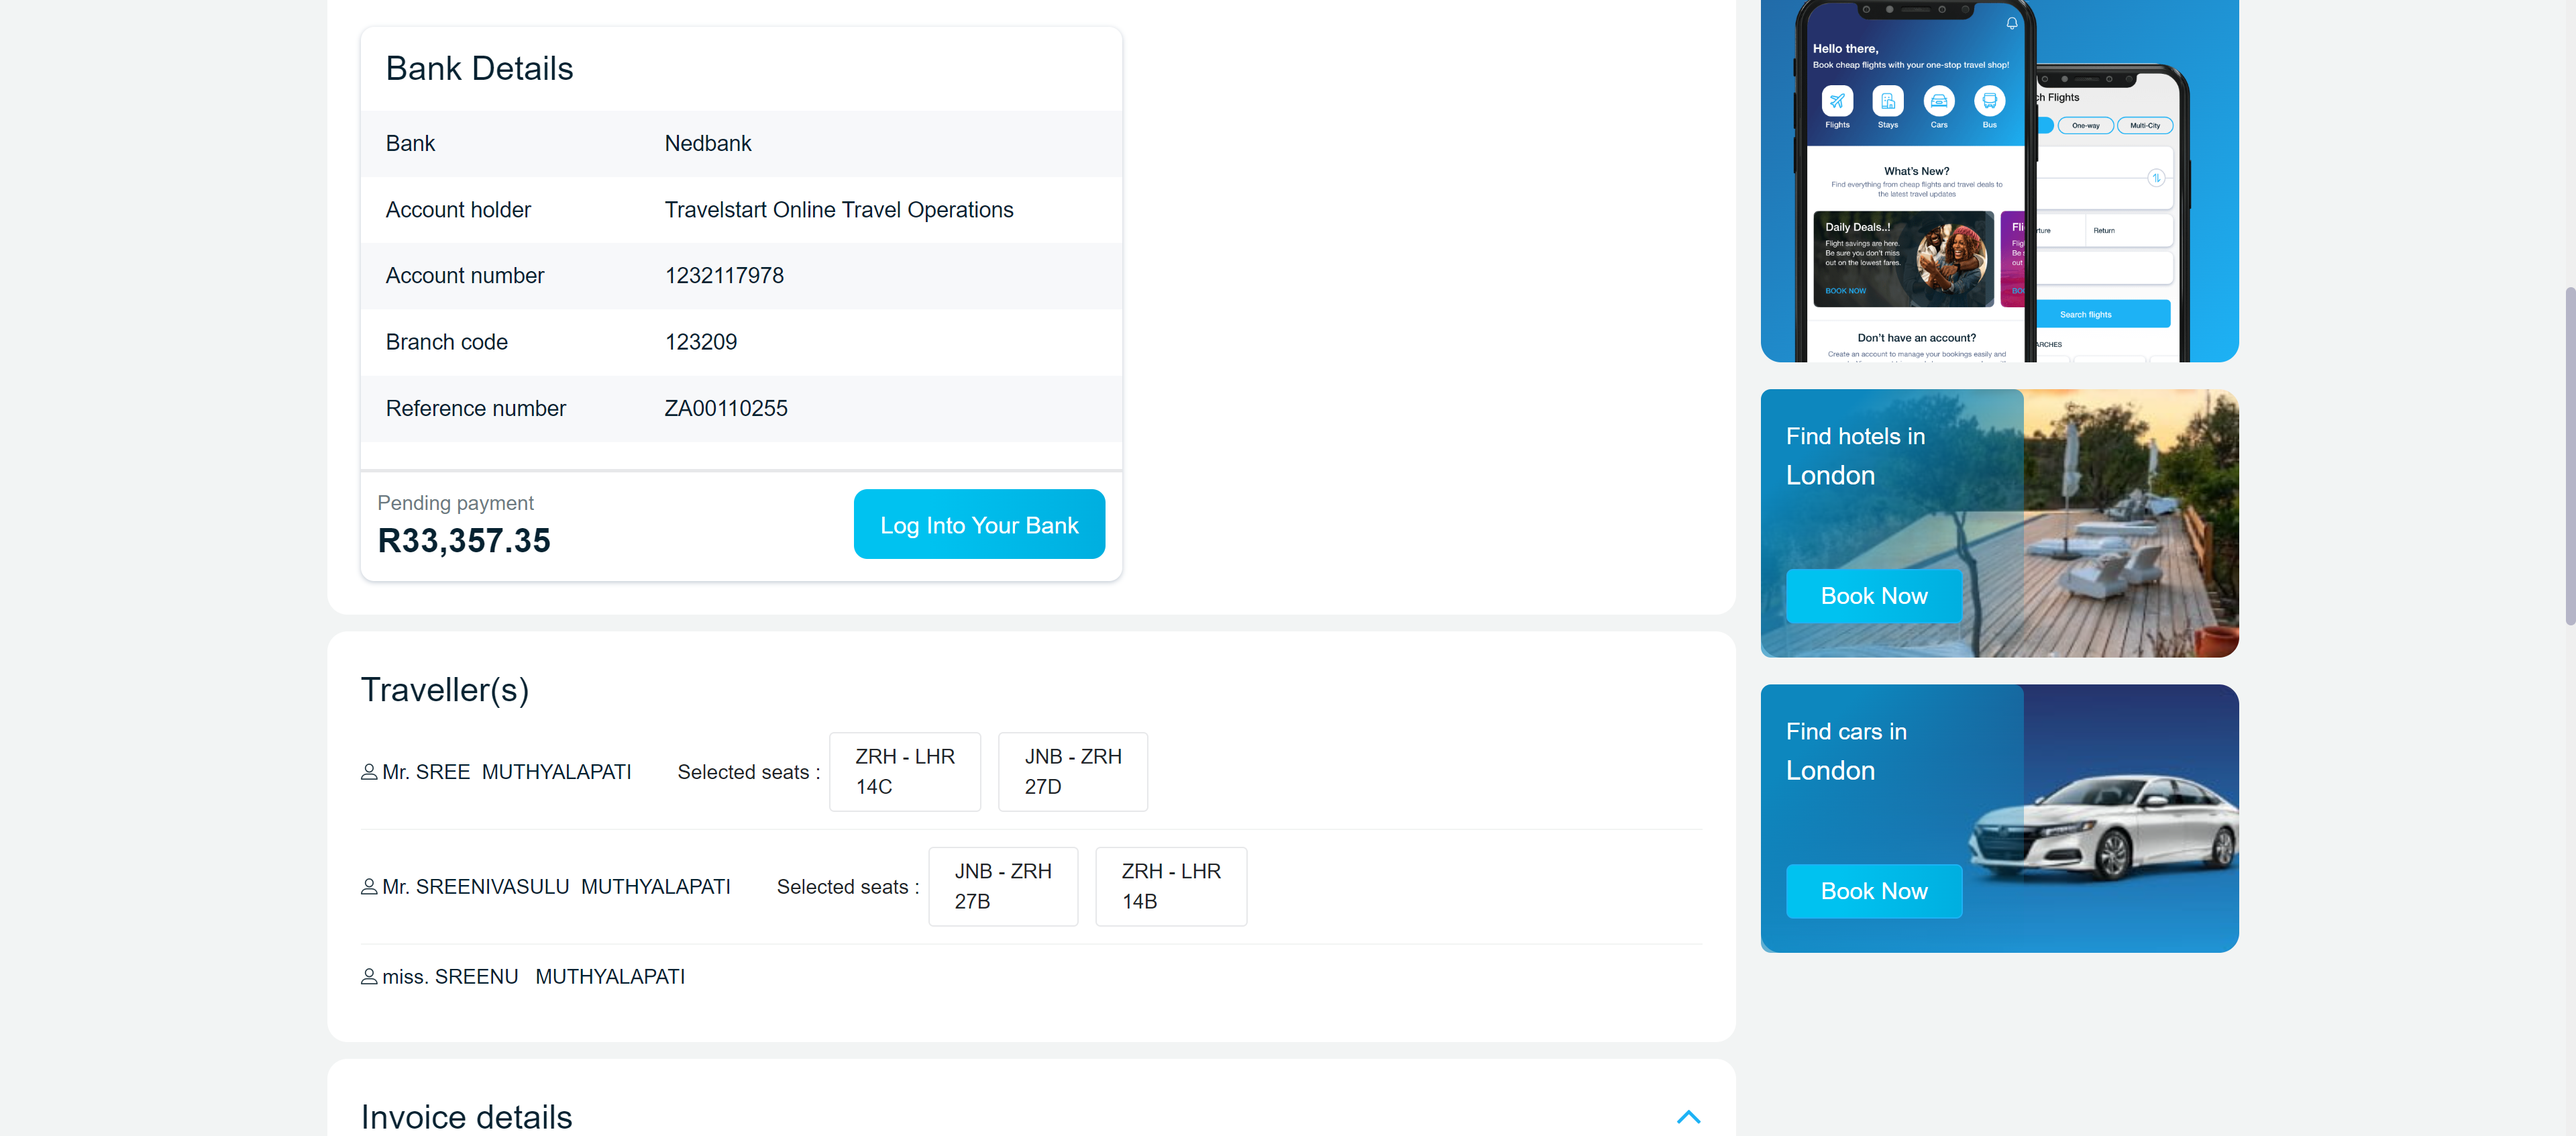 Bank Details
Bank Nedbank
Account holder Travelstart Online Travel Operations
Account number 1232117978
Branch code 123209
Reference number ZA00110255
Pending payment
R33,357.35
Log Into Your Bank
Traveller(s)
Mr. SREE MUTHYALAPATI Selected seats :
ZRH - LHR
14C
JNB - ZRH
27D
Mr. SREENIVASULU MUTHYALAPATI Selected seats :
JNB - ZRH
27B
ZRH - LHR
14B
miss. SREENU MUTHYALAPATI
Invoice details
Hello there,
Book cheap flights with your one-stop travel shop!
Flights Stays Cars Bus
What's New?
Find everything from cheap flights and travel deals to
the latest travel updates
Daily Deals..!
Flight savings are here.
Be sure you don't miss
out on the lowest fares.
BOOK NOW
Don't have an account?
Create an account to manage your bookings easily and
ch Flights
One-way Multi-City
rture Return
Search flights
ARCHES
Find hotels in
London
Book Now
Find cars in
London
Book Now